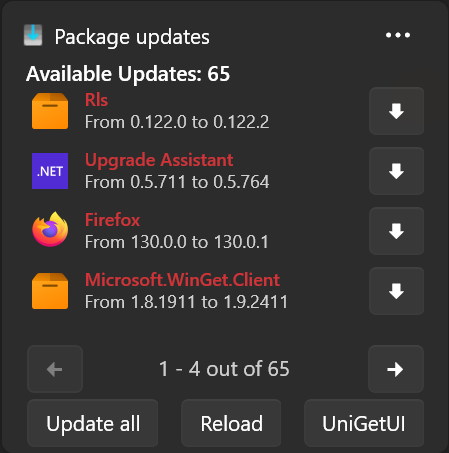 Package updates
Available Updates: 65
Rls
From 0.122.0 to 0.122.2
.NET
Upgrade Assistant
From 0.5.711 to 0.5.764
Firefox
From 130.0.0 to 130.0.1
Microsoft.WinGet.Client
From 1.8.1911 to 1.9.2411
1 - 4 out of 65
Update all
Reload
UniGetUI